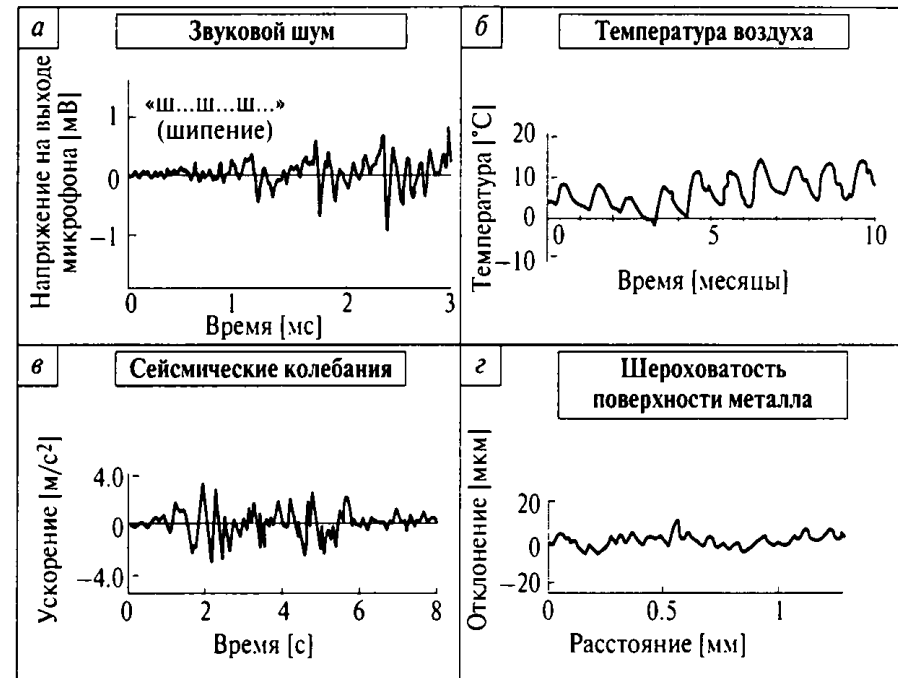 а
Звуковой шум
Напряжение на выходе
микрофона [мВ]
«Ш...Ш...Ш...»
(шипение)
1
0
−1
0 1 2 3
Время [мс]
б
Температура воздуха
Температура [°C]
20
10
0
−10
0 5 10
Время [месяцы]
в
Сейсмические колебания
Ускорение [м/с²]
4.0
0
−4.0
0 2 4 6 8
Время [с]
г
Шероховатость
поверхности металла
Отклонение [мкм]
20
0
−20
0 0.5 1
Расстояние [мм]